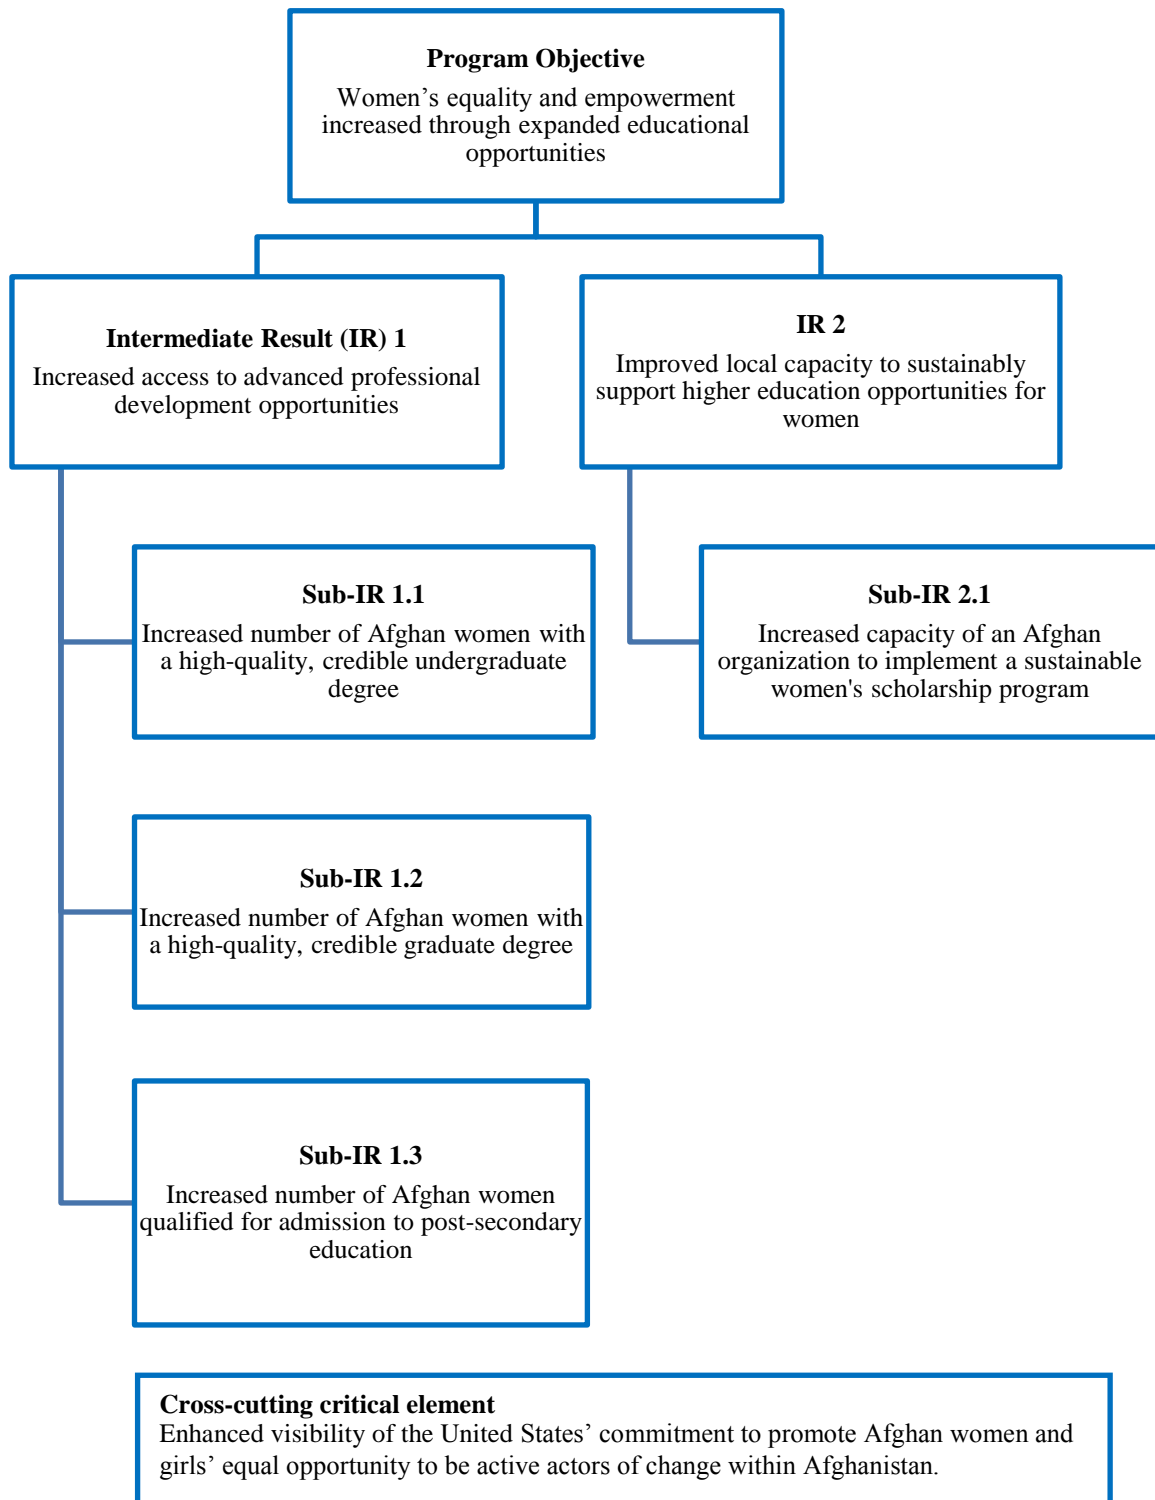 Program Objective
Women’s equality and empowerment
increased through expanded educational
opportunities
Intermediate Result (IR) 1
Increased access to advanced professional
development opportunities
IR 2
Improved local capacity to sustainably
support higher education opportunities for
women
Sub-IR 1.1
Increased number of Afghan women with
a high-quality, credible undergraduate
degree
Sub-IR 2.1
Increased capacity of an Afghan
organization to implement a sustainable
women's scholarship program
Sub-IR 1.2
Increased number of Afghan women with
a high-quality, credible graduate degree
Sub-IR 1.3
Increased number of Afghan women
qualified for admission to post-secondary
education
Cross-cutting critical element
Enhanced visibility of the United States’ commitment to promote Afghan women and
girls’ equal opportunity to be active actors of change within Afghanistan.